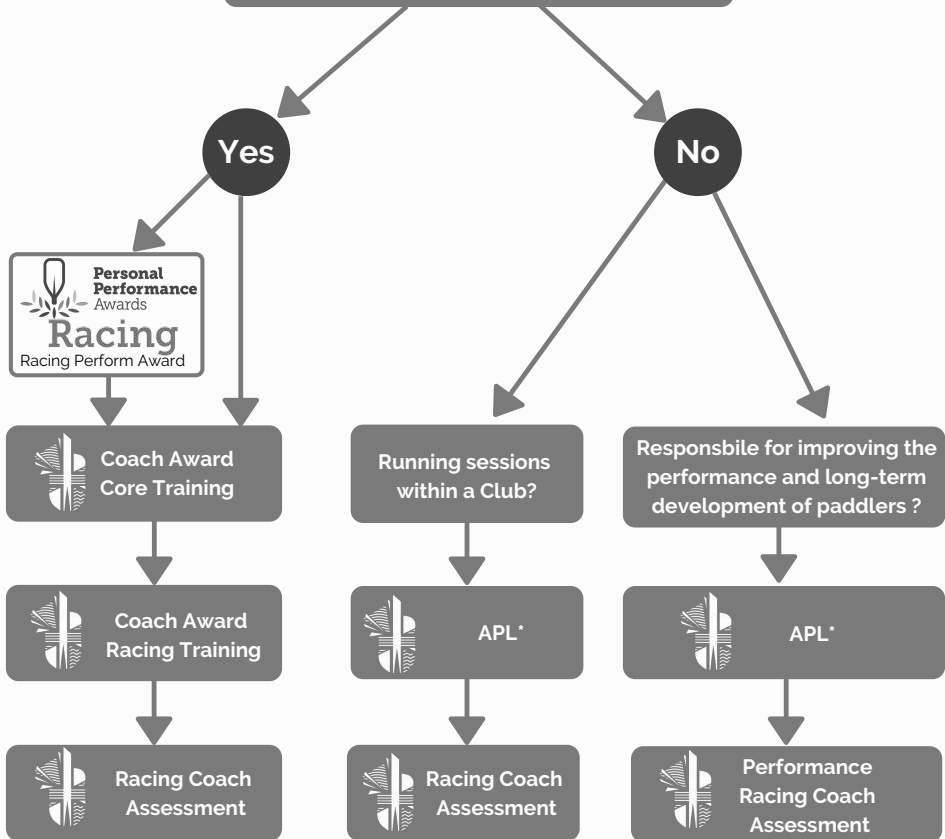 Yes
No
Personal
Performance
Awards
Racing
Racing Perform Award
Coach Award
Core Training
Running sessions
within a Club?
Responsbile for improving the
performance and long-term
development of paddlers ?
Coach Award
Racing Training
APL*
APL*
Racing Coach
Assessment
Racing Coach
Assessment
Performance
Racing Coach
Assessment